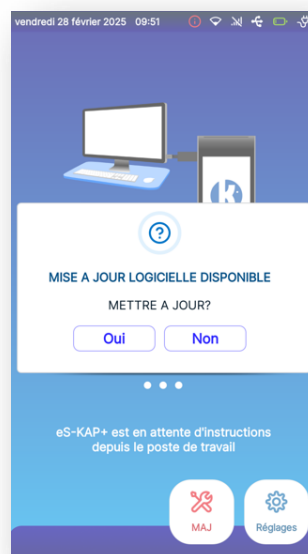 vendredi 28 février 2025 09:51
k
MISE A JOUR LOGICIELLE DISPONIBLE
METTRE A JOUR?
Oui Non
eS-KAP+ est en attente d'instructions
depuis le poste de travail
MAJ Réglages